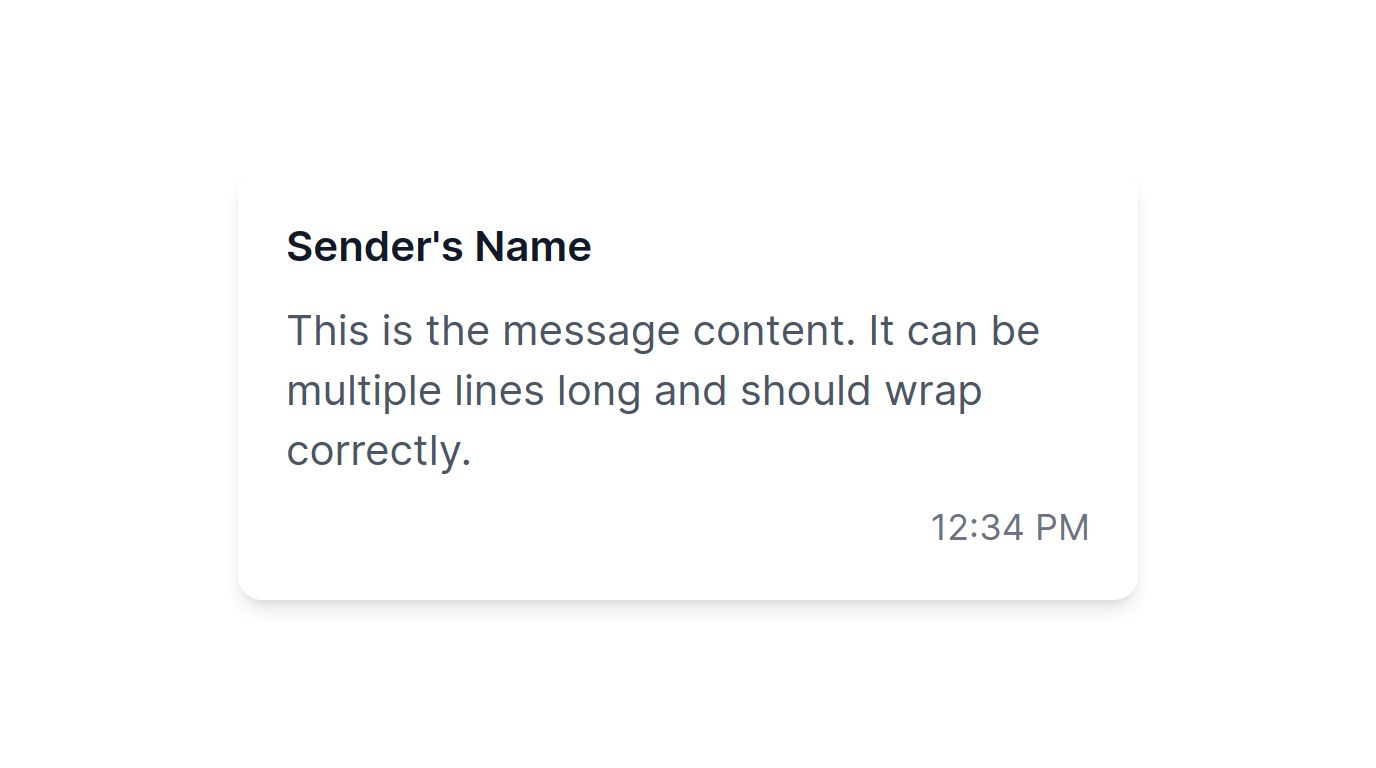 Sender's Name
This is the message content. It can be
multiple lines long and should wrap
correctly.
12:34 PM